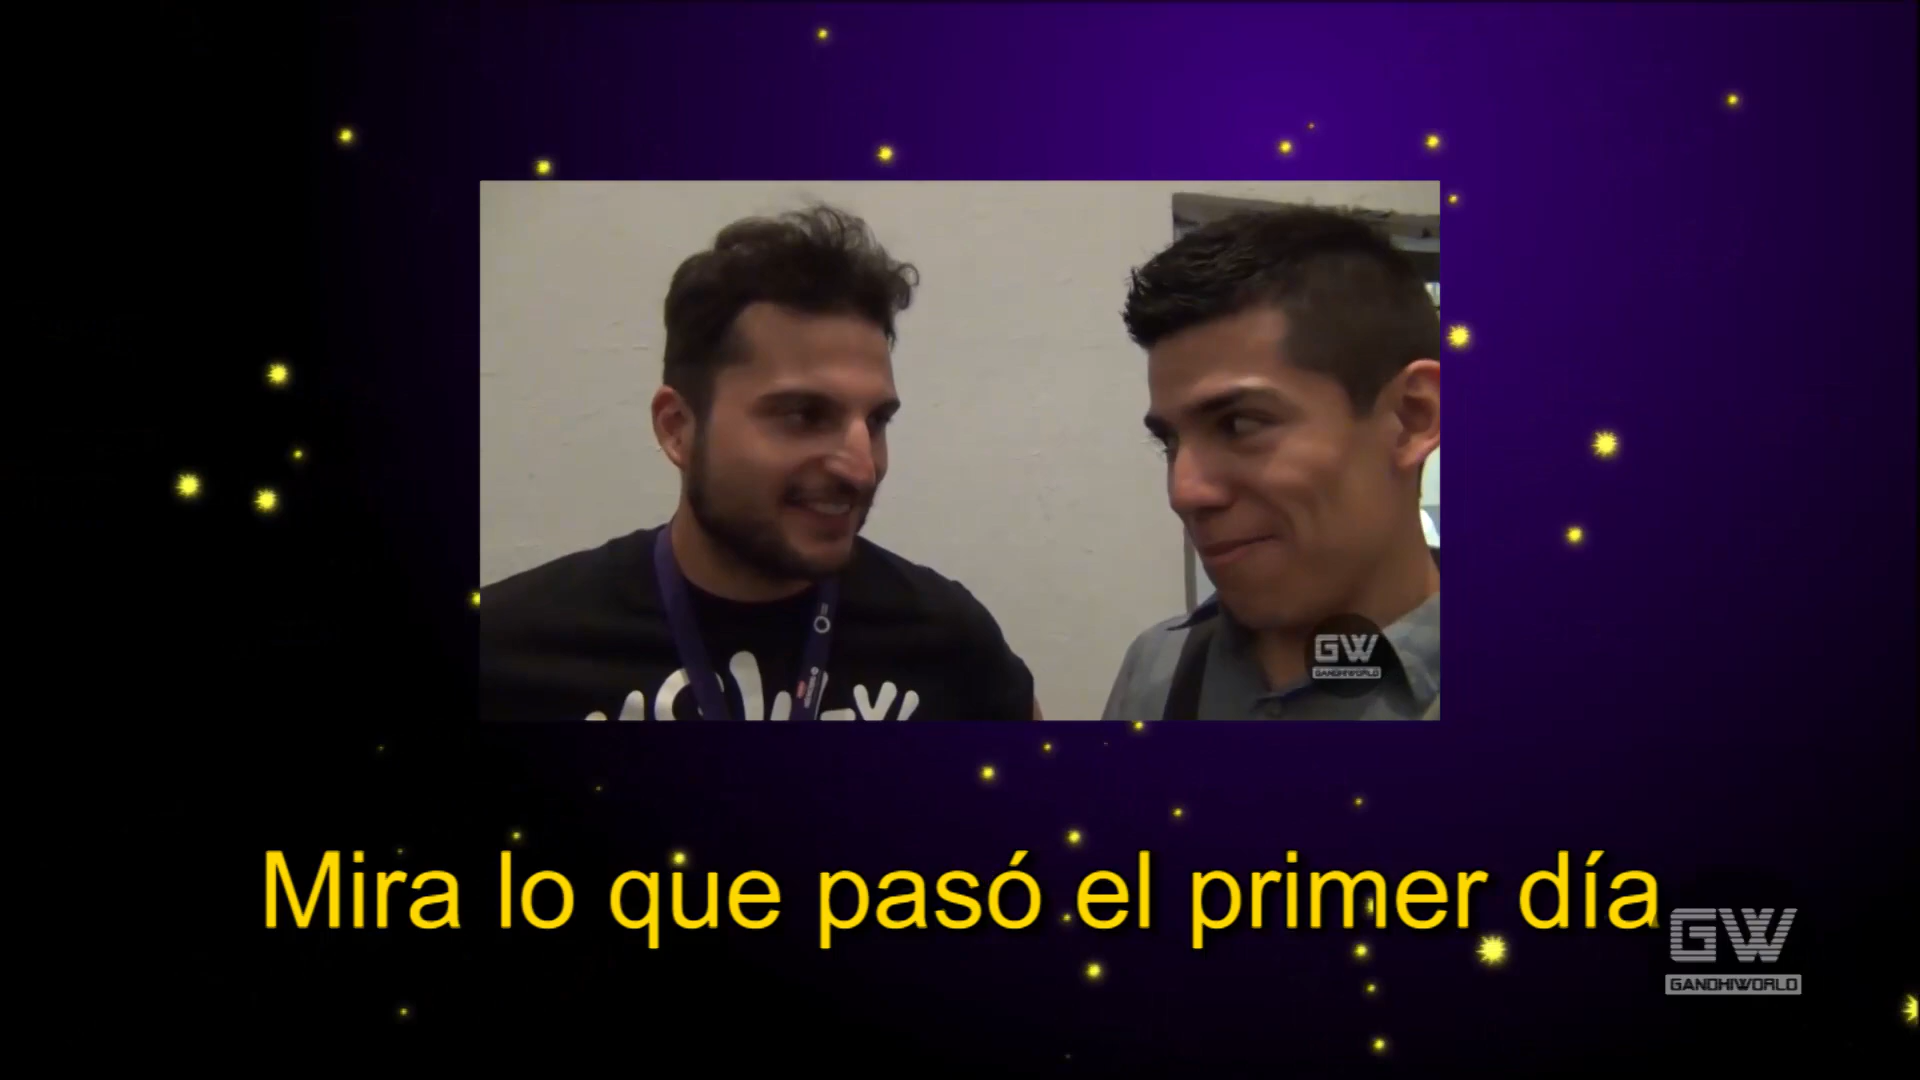 GW
GANDHIWORLD
Mira lo que pasó el primer día
GW
GANDHIWORLD